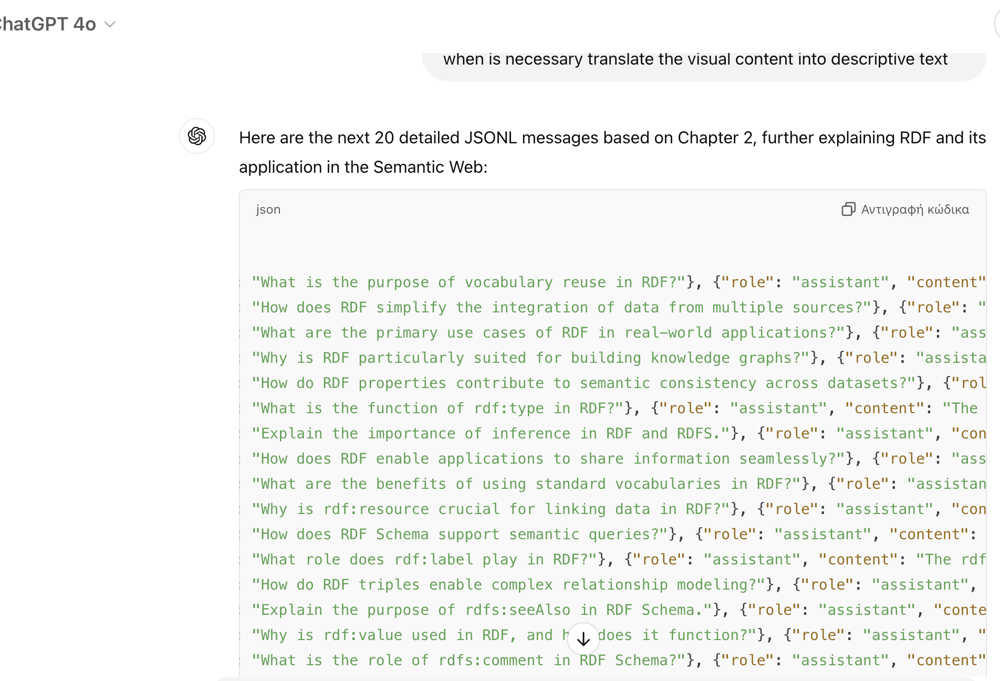 ChatGPT 4o
when is necessary translate the visual content into descriptive text
Here are the next 20 detailed JSONL messages based on Chapter 2, further explaining RDF and its
application in the Semantic Web:
json
Αντιγραφή κώδικα
: "What is the purpose of vocabulary reuse in RDF?"}, {"role": "assistant", "content"
: "How does RDF simplify the integration of data from multiple sources?"}, {"role": "
: "What are the primary use cases of RDF in real-world applications?"}, {"role": "ass
: "Why is RDF particularly suited for building knowledge graphs?"}, {"role": "assista
: "How do RDF properties contribute to semantic consistency across datasets?"}, {"rol
: "What is the function of rdf:type in RDF?"}, {"role": "assistant", "content": "The
: "Explain the importance of inference in RDF and RDFS."}, {"role": "assistant", "con
: "How does RDF enable applications to share information seamlessly?"}, {"role": "ass
: "What are the benefits of using standard vocabularies in RDF?"}, {"role": "assistan
: "Why is rdf:resource crucial for linking data in RDF?"}, {"role": "assistant", "con
: "How does RDF Schema support semantic queries?"}, {"role": "assistant", "content":
: "What role does rdf:label play in RDF?"}, {"role": "assistant", "content": "The rdf
: "How do RDF triples enable complex relationship modeling?"}, {"role": "assistant",
: "Explain the purpose of rdfs:seeAlso in RDF Schema."}, {"role": "assistant", "conte
: "Why is rdf:value used in RDF, and does it function?"}, {"role": "assistant", "
: "What is the role of rdfs:comment in RDF Schema?"}, {"role": "assistant", "content"